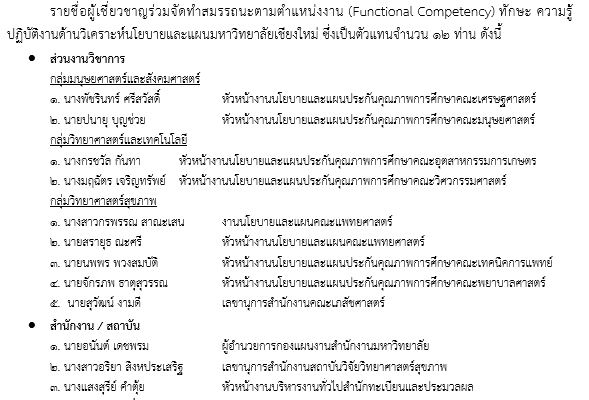 รายชื่อผู้เชี่ยวชาญร่วมจัดทำสมรรถนะตามตำแหน่งงาน (Functional Competency) ทักษะ ความรู้
ปฏิบัติงานด้านวิเคราะห์นโยบายและแผนมหาวิทยาลัยเชียงใหม่ ซึ่งเป็นตัวแทนจำนวน ๑๒ ท่าน ดังนี้
• ส่วนงานวิชาการ
กลุ่มมนุษยศาสตร์และสังคมศาสตร์
๑. นางพัชรินทร์ ศรีสวัสดิ์ หัวหน้างานนโยบายและแผนประกันคุณภาพการศึกษาคณะเศรษฐศาสตร์
๒. นายปนายุ บุญช่วย หัวหน้างานนโยบายและแผนประกันคุณภาพการศึกษาคณะมนุษยศาสตร์
กลุ่มวิทยาศาสตร์และเทคโนโลยี
๑. นางกรชวัล กันทา หัวหน้างานนโยบายและแผนประกันคุณภาพการศึกษาคณะอุตสาหกรรมการเกษตร
๒. นางมฤฉัตร เจริญทรัพย์ หัวหน้างานนโยบายและแผนประกันคุณภาพการศึกษาคณะวิศวกรรมศาสตร์
กลุ่มวิทยาศาสตร์สุขภาพ
๑. นางสาวกรพรรณ สาณะเสน งานนโยบายและแผนคณะแพทยศาสตร์
๒. นายสรายุธ ณะศรี หัวหน้างานนโยบายและแผนคณะแพทยศาสตร์
๓. นายนพพร พวงสมบัติ หัวหน้างานนโยบายและแผนประกันคุณภาพการศึกษาคณะเทคนิคการแพทย์
๔. นายจักรภพ ธาตุสุวรรณ หัวหน้างานนโยบายและแผนประกันคุณภาพการศึกษาคณะพยาบาลศาสตร์
๕. นายสุวัฒน์ งามดี เลขานุการสำนักงานคณะเภสัชศาสตร์
• สำนักงาน / สถาบัน
๑. นายอนันต์ เดชพรม ผู้อำนวยการกองแผนงานสำนักงานมหาวิทยาลัย
๒. นางสาวอริยา สิงหประเสริฐ เลขานุการสำนักงานสถาบันวิจัยวิทยาศาสตร์สุขภาพ
๓. นางแสงสุรีย์ คำตุ้ย หัวหน้างานบริหารงานทั่วไปสำนักทะเบียนและประมวลผล